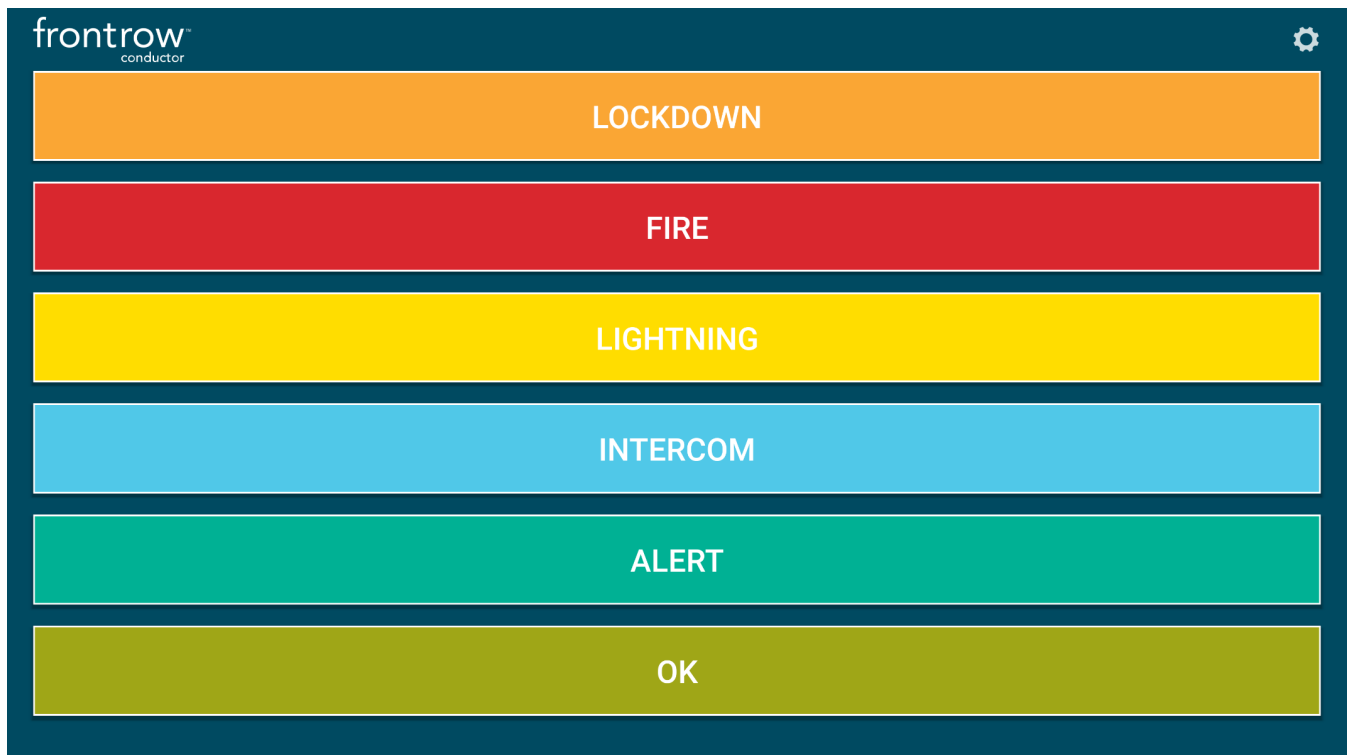 frontrow™
conductor
LOCKDOWN
FIRE
LIGHTNING
INTERCOM
ALERT
OK